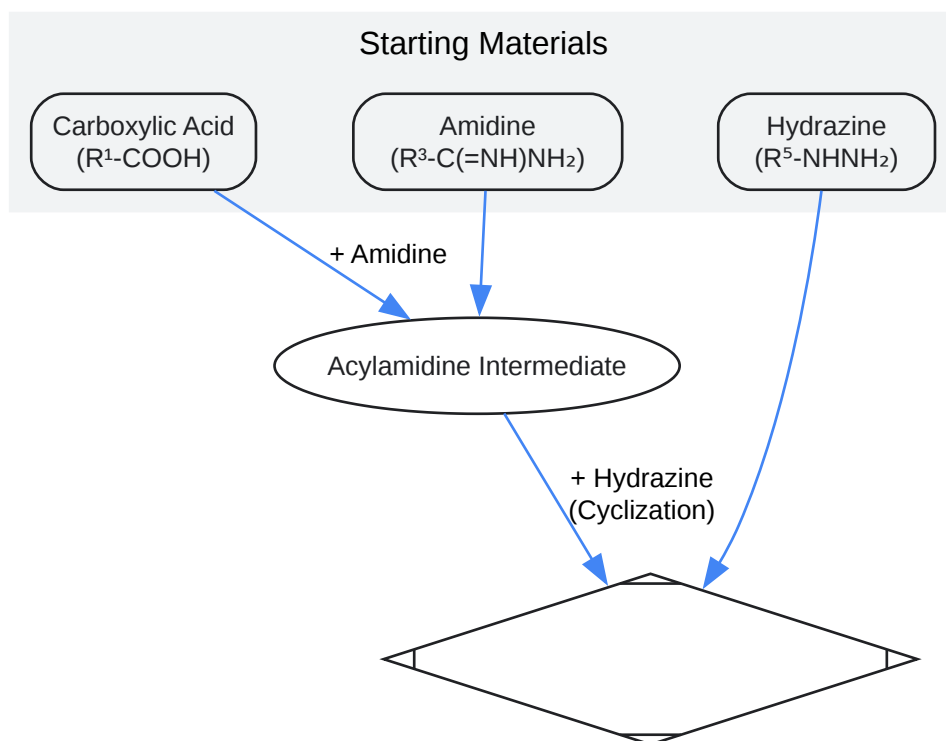 Starting Materials
Carboxylic Acid
(R¹-COOH)
Amidine
(R³-C(=NH)NH₂)
Hydrazine
(R⁵-NHNH₂)
+ Amidine
Acylamidine Intermediate
+ Hydrazine
(Cyclization)